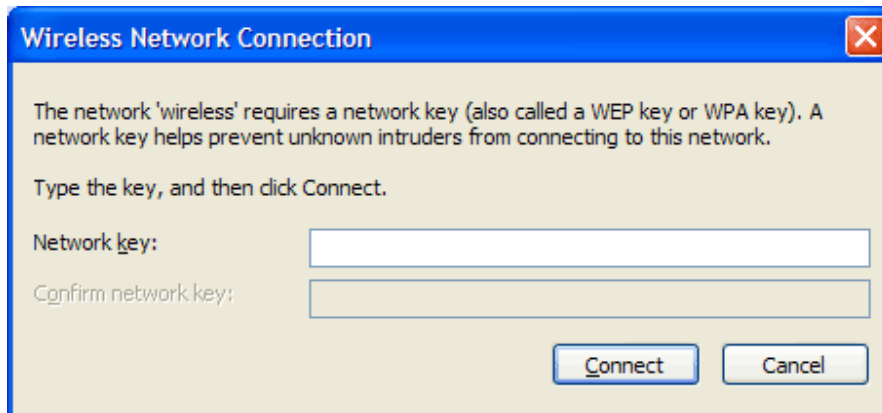 Wireless Network Connection
The network 'wireless' requires a network key (also called a WEP key or WPA key). A
network key helps prevent unknown intruders from connecting to this network.
Type the key, and then click Connect.
Network key:
Confirm network key:
Connect Cancel